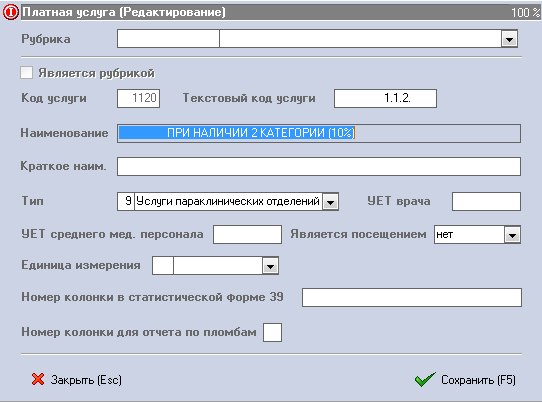 Платная услуга (Редактирование) 100 %
Рубрика
Является рубрикой
Код услуги 1120 Текстовый код услуги 1.1.2.
Наименование ПРИ НАЛИЧИИ 2 КАТЕГОРИИ (10%)
Краткое наим.
Тип 9 Услуги параклинических отделений УЕТ врача
УЕТ среднего мед. персонала Является посещением нет
Единица измерения
Номер колонки в статистической форме 39
Номер колонки для отчета по пломбам
Закрыть (Esc) Сохранить (F5)